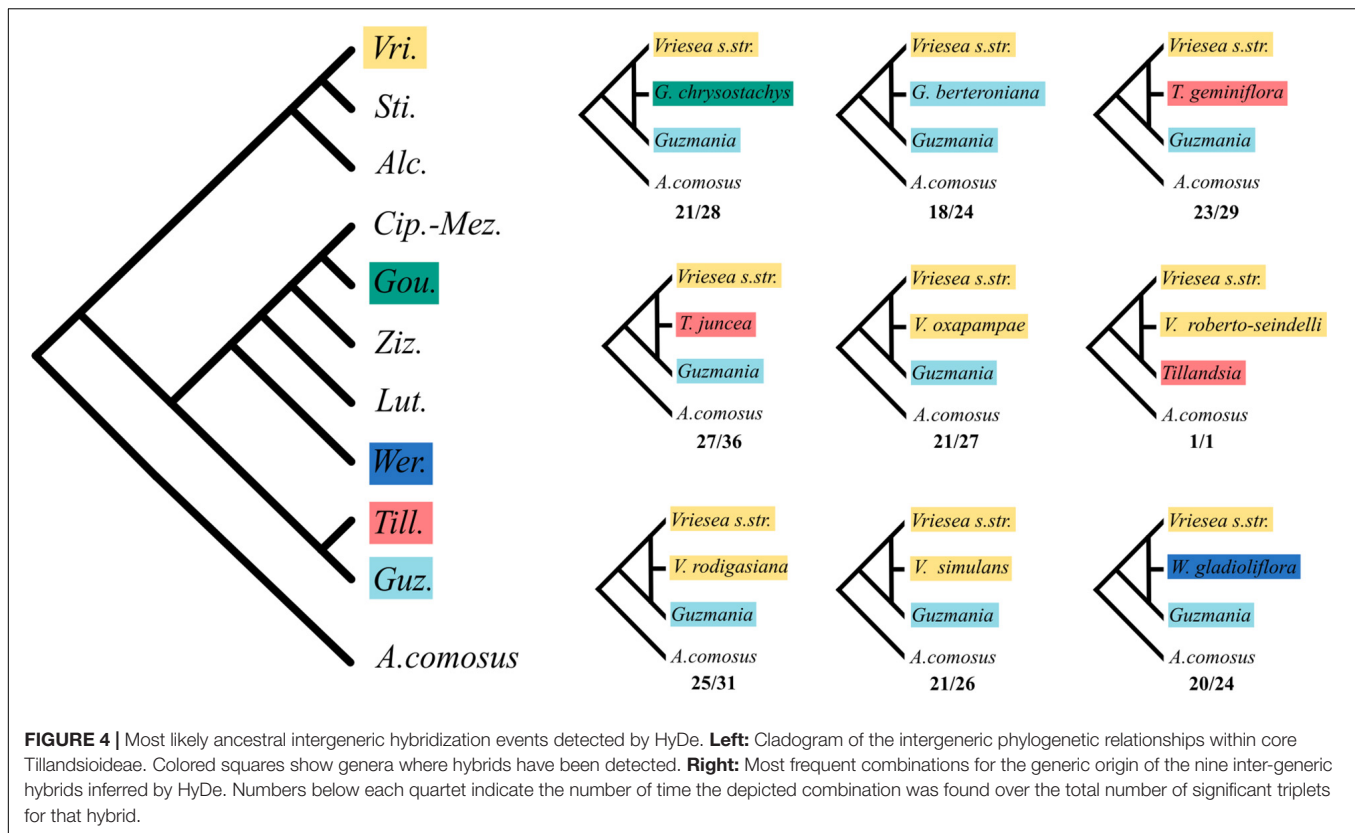 Vri.
Sti.
Alc.
Cip.-Mez.
Gou.
Ziz.
Lut.
Wer.
Till.
Guz.
A.comosus
Vriesea s.str.
G. chrysostachys
Guzmania
A.comosus
21/28
Vriesea s.str.
G. berteroniana
Guzmania
A.comosus
18/24
Vriesea s.str.
T. geminiflora
Guzmania
A.comosus
23/29
Vriesea s.str.
T. juncea
Guzmania
A.comosus
27/36
Vriesea s.str.
V. oxapampae
Guzmania
A.comosus
21/27
Vriesea s.str.
V. roberto-seindelli
Tillandsia
A.comosus
1/1
Vriesea s.str.
V. rodigasiana
Guzmania
A.comosus
25/31
Vriesea s.str.
V. simulans
Guzmania
A.comosus
21/26
Vriesea s.str.
W. gladioliflora
Guzmania
A.comosus
20/24
FIGURE 4 | Most likely ancestral intergeneric hybridization events detected by HyDe. Left: Cladogram of the intergeneric phylogenetic relationships within core
Tillandsioideae. Colored squares show genera where hybrids have been detected. Right: Most frequent combinations for the generic origin of the nine inter-generic
hybrids inferred by HyDe. Numbers below each quartet indicate the number of time the depicted combination was found over the total number of significant triplets
for that hybrid.